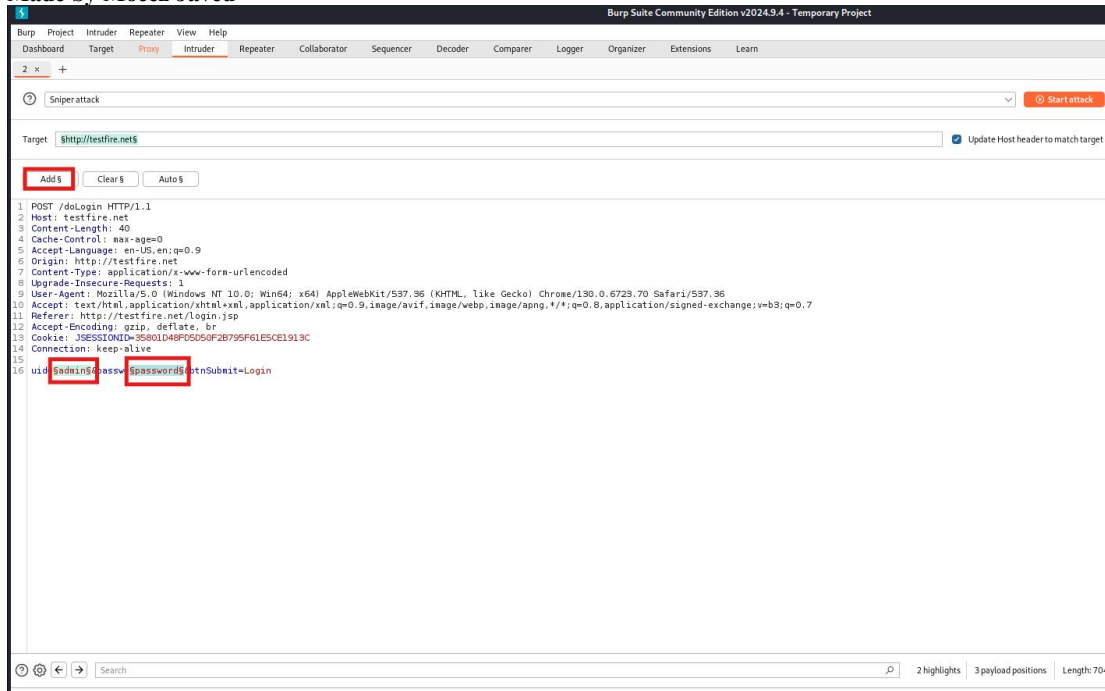 Burp Suite Community Edition v2024.9.4 - Temporary Project
Burp Project Intruder Repeater View Help
Dashboard Target Proxy Intruder Repeater Collaborator Sequencer Decoder Comparer Logger Organizer Extensions Learn
2 × +
? Sniper attack Start attack
Target §http://testfire.net§ Update Host header to match target
Add § Clear § Auto §
1 POST /doLogin HTTP/1.1
2 Host: testfire.net
3 Content-Length: 40
4 Cache-Control: max-age=0
5 Accept-Language: en-US,en;q=0.9
6 Origin: http://testfire.net
7 Content-Type: application/x-www-form-urlencoded
8 Upgrade-Insecure-Requests: 1
9 User-Agent: Mozilla/5.0 (Windows NT 10.0; Win64; x64) AppleWebKit/537.36 (KHTML, like Gecko) Chrome/130.0.6723.70 Safari/537.36
10 Accept: text/html,application/xhtml+xml,application/xml;q=0.9,image/avif,image/webp,image/apng,*/*;q=0.8,application/signed-exchange;v=b3;q=0.7
11 Referer: http://testfire.net/login.jsp
12 Accept-Encoding: gzip, deflate, br
13 Cookie: JSESSIONID=35801D48FD5D50F2B795F61E5CE1913C
14 Connection: keep-alive
15
16 uid §admin§&passw §password§&btnSubmit=Login
Search 2 highlights 3 payload positions Length: 704